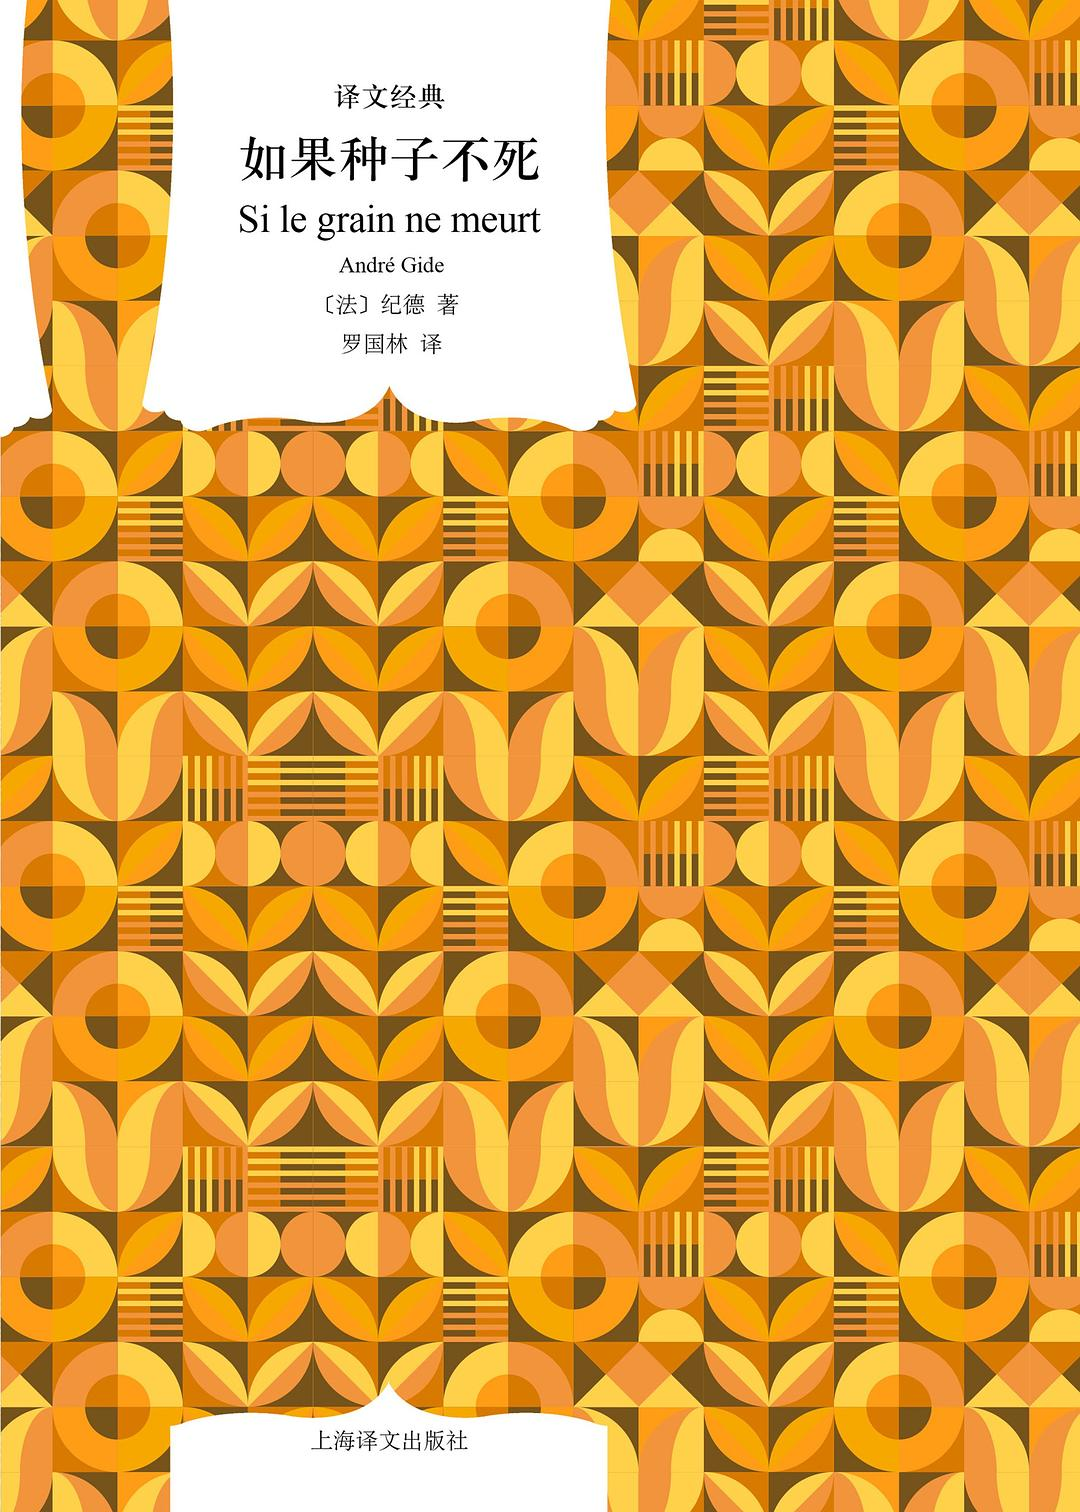 译文经典
如果种子不死
Si le grain ne meurt
André Gide
〔法〕纪德 著
罗国林 译
上海译文出版社